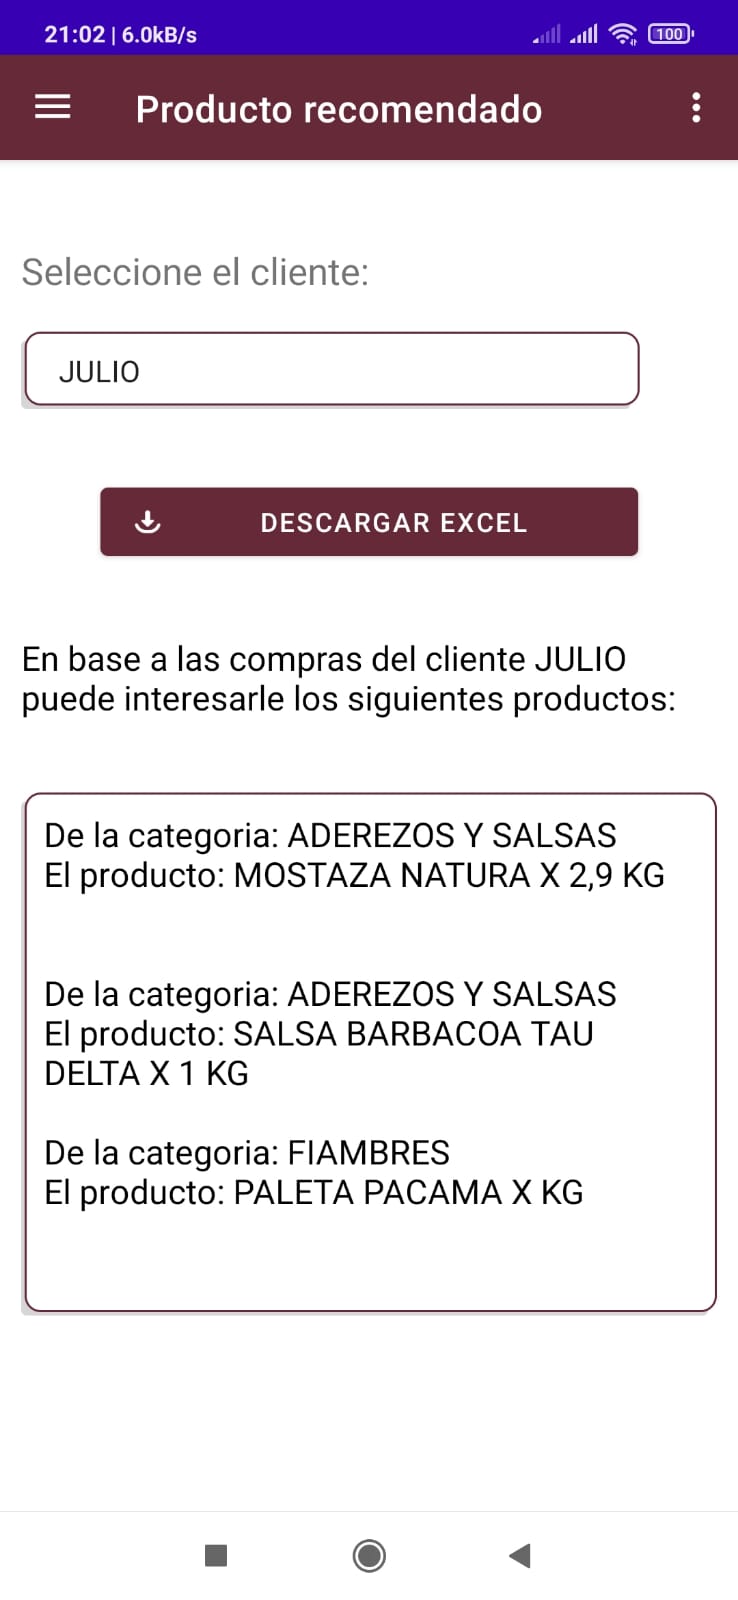 21:02 | 6.0kB/s
100
Producto recomendado
Seleccione el cliente:
JULIO
DESCARGAR EXCEL
En base a las compras del cliente JULIO
puede interesarle los siguientes productos:
De la categoria: ADEREZOS Y SALSAS
El producto: MOSTAZA NATURA X 2,9 KG
De la categoria: ADEREZOS Y SALSAS
El producto: SALSA BARBACOA TAU
DELTA X 1 KG
De la categoria: FIAMBRES
El producto: PALETA PACAMA X KG